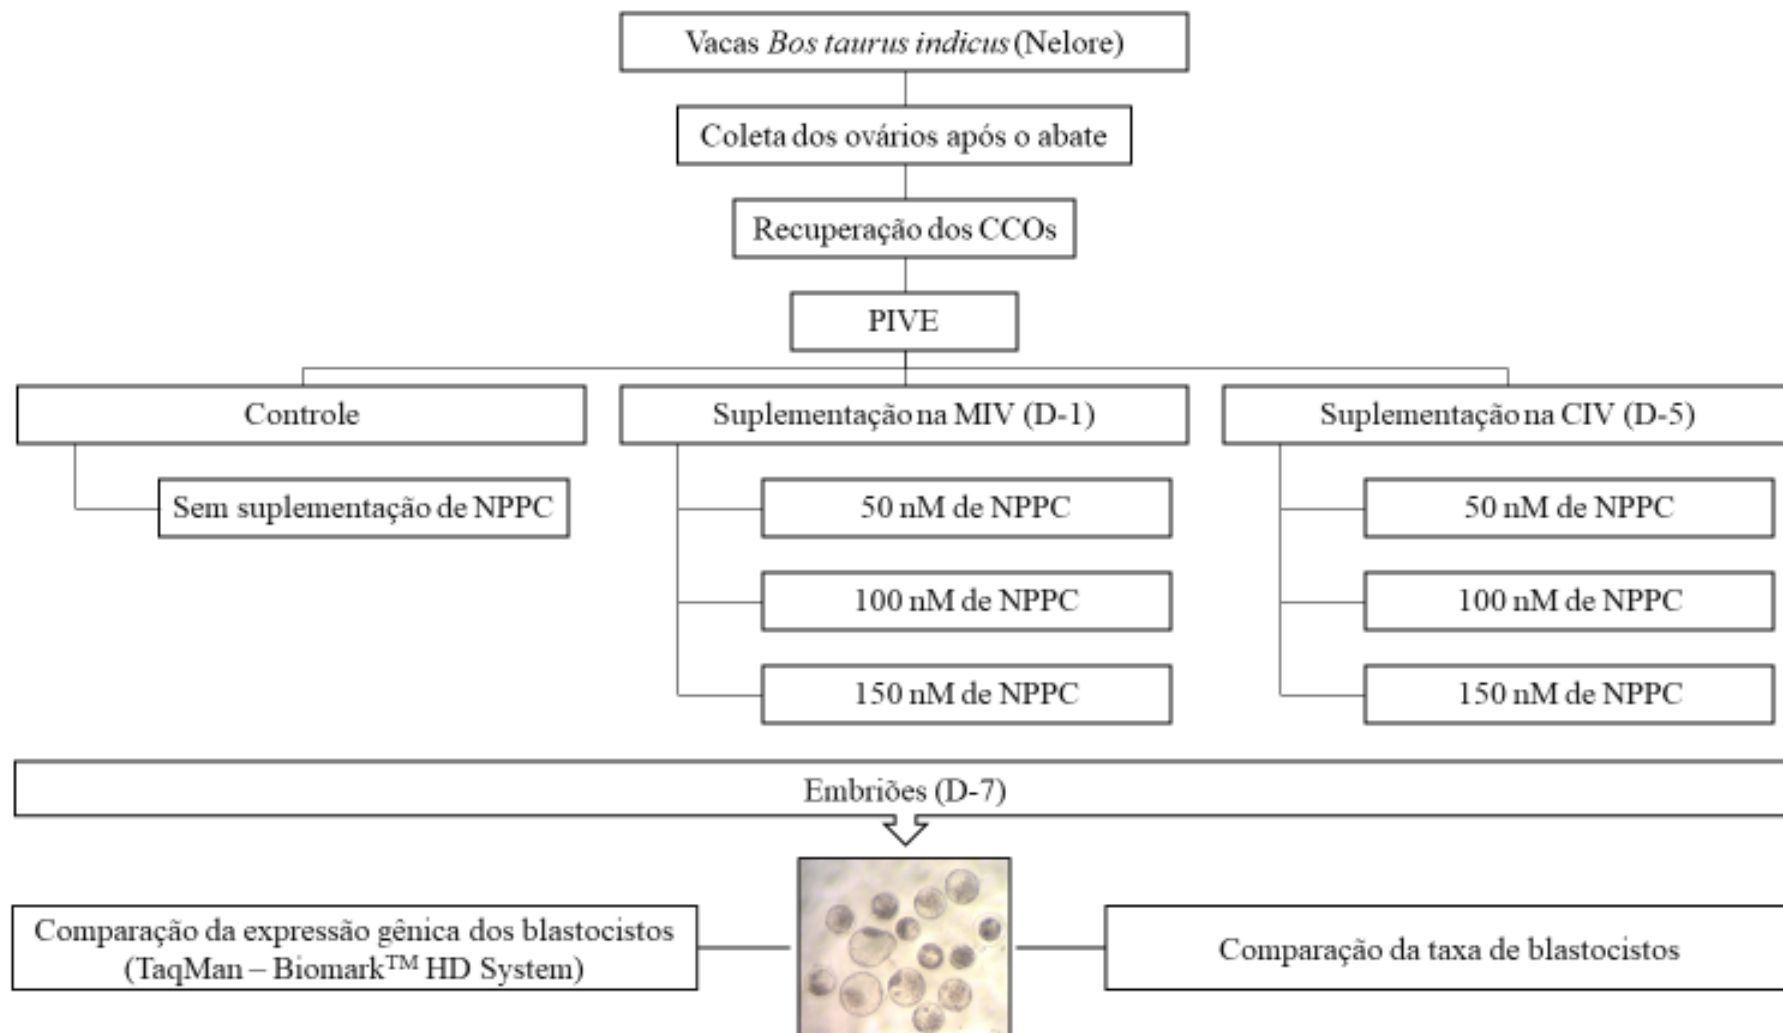 Vacas Bos taurus indicus (Nelore)
Coleta dos ovários após o abate
Recuperação dos CCOs
PIVE
Controle
Sem suplementação de NPPC
Suplementação na MIV (D-1)
50 nM de NPPC
100 nM de NPPC
150 nM de NPPC
Suplementação na CIV (D-5)
50 nM de NPPC
100 nM de NPPC
150 nM de NPPC
Embriões (D-7)
Comparação da expressão gênica dos blastocistos
(TaqMan – Biomark™ HD System)
Comparação da taxa de blastocistos